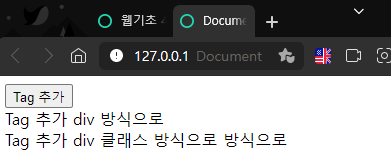 웹기초
Docume
127.0.0.1 Document
Tag 추가
Tag 추가 div 방식으로
Tag 추가 div 클래스 방식으로 방식으로